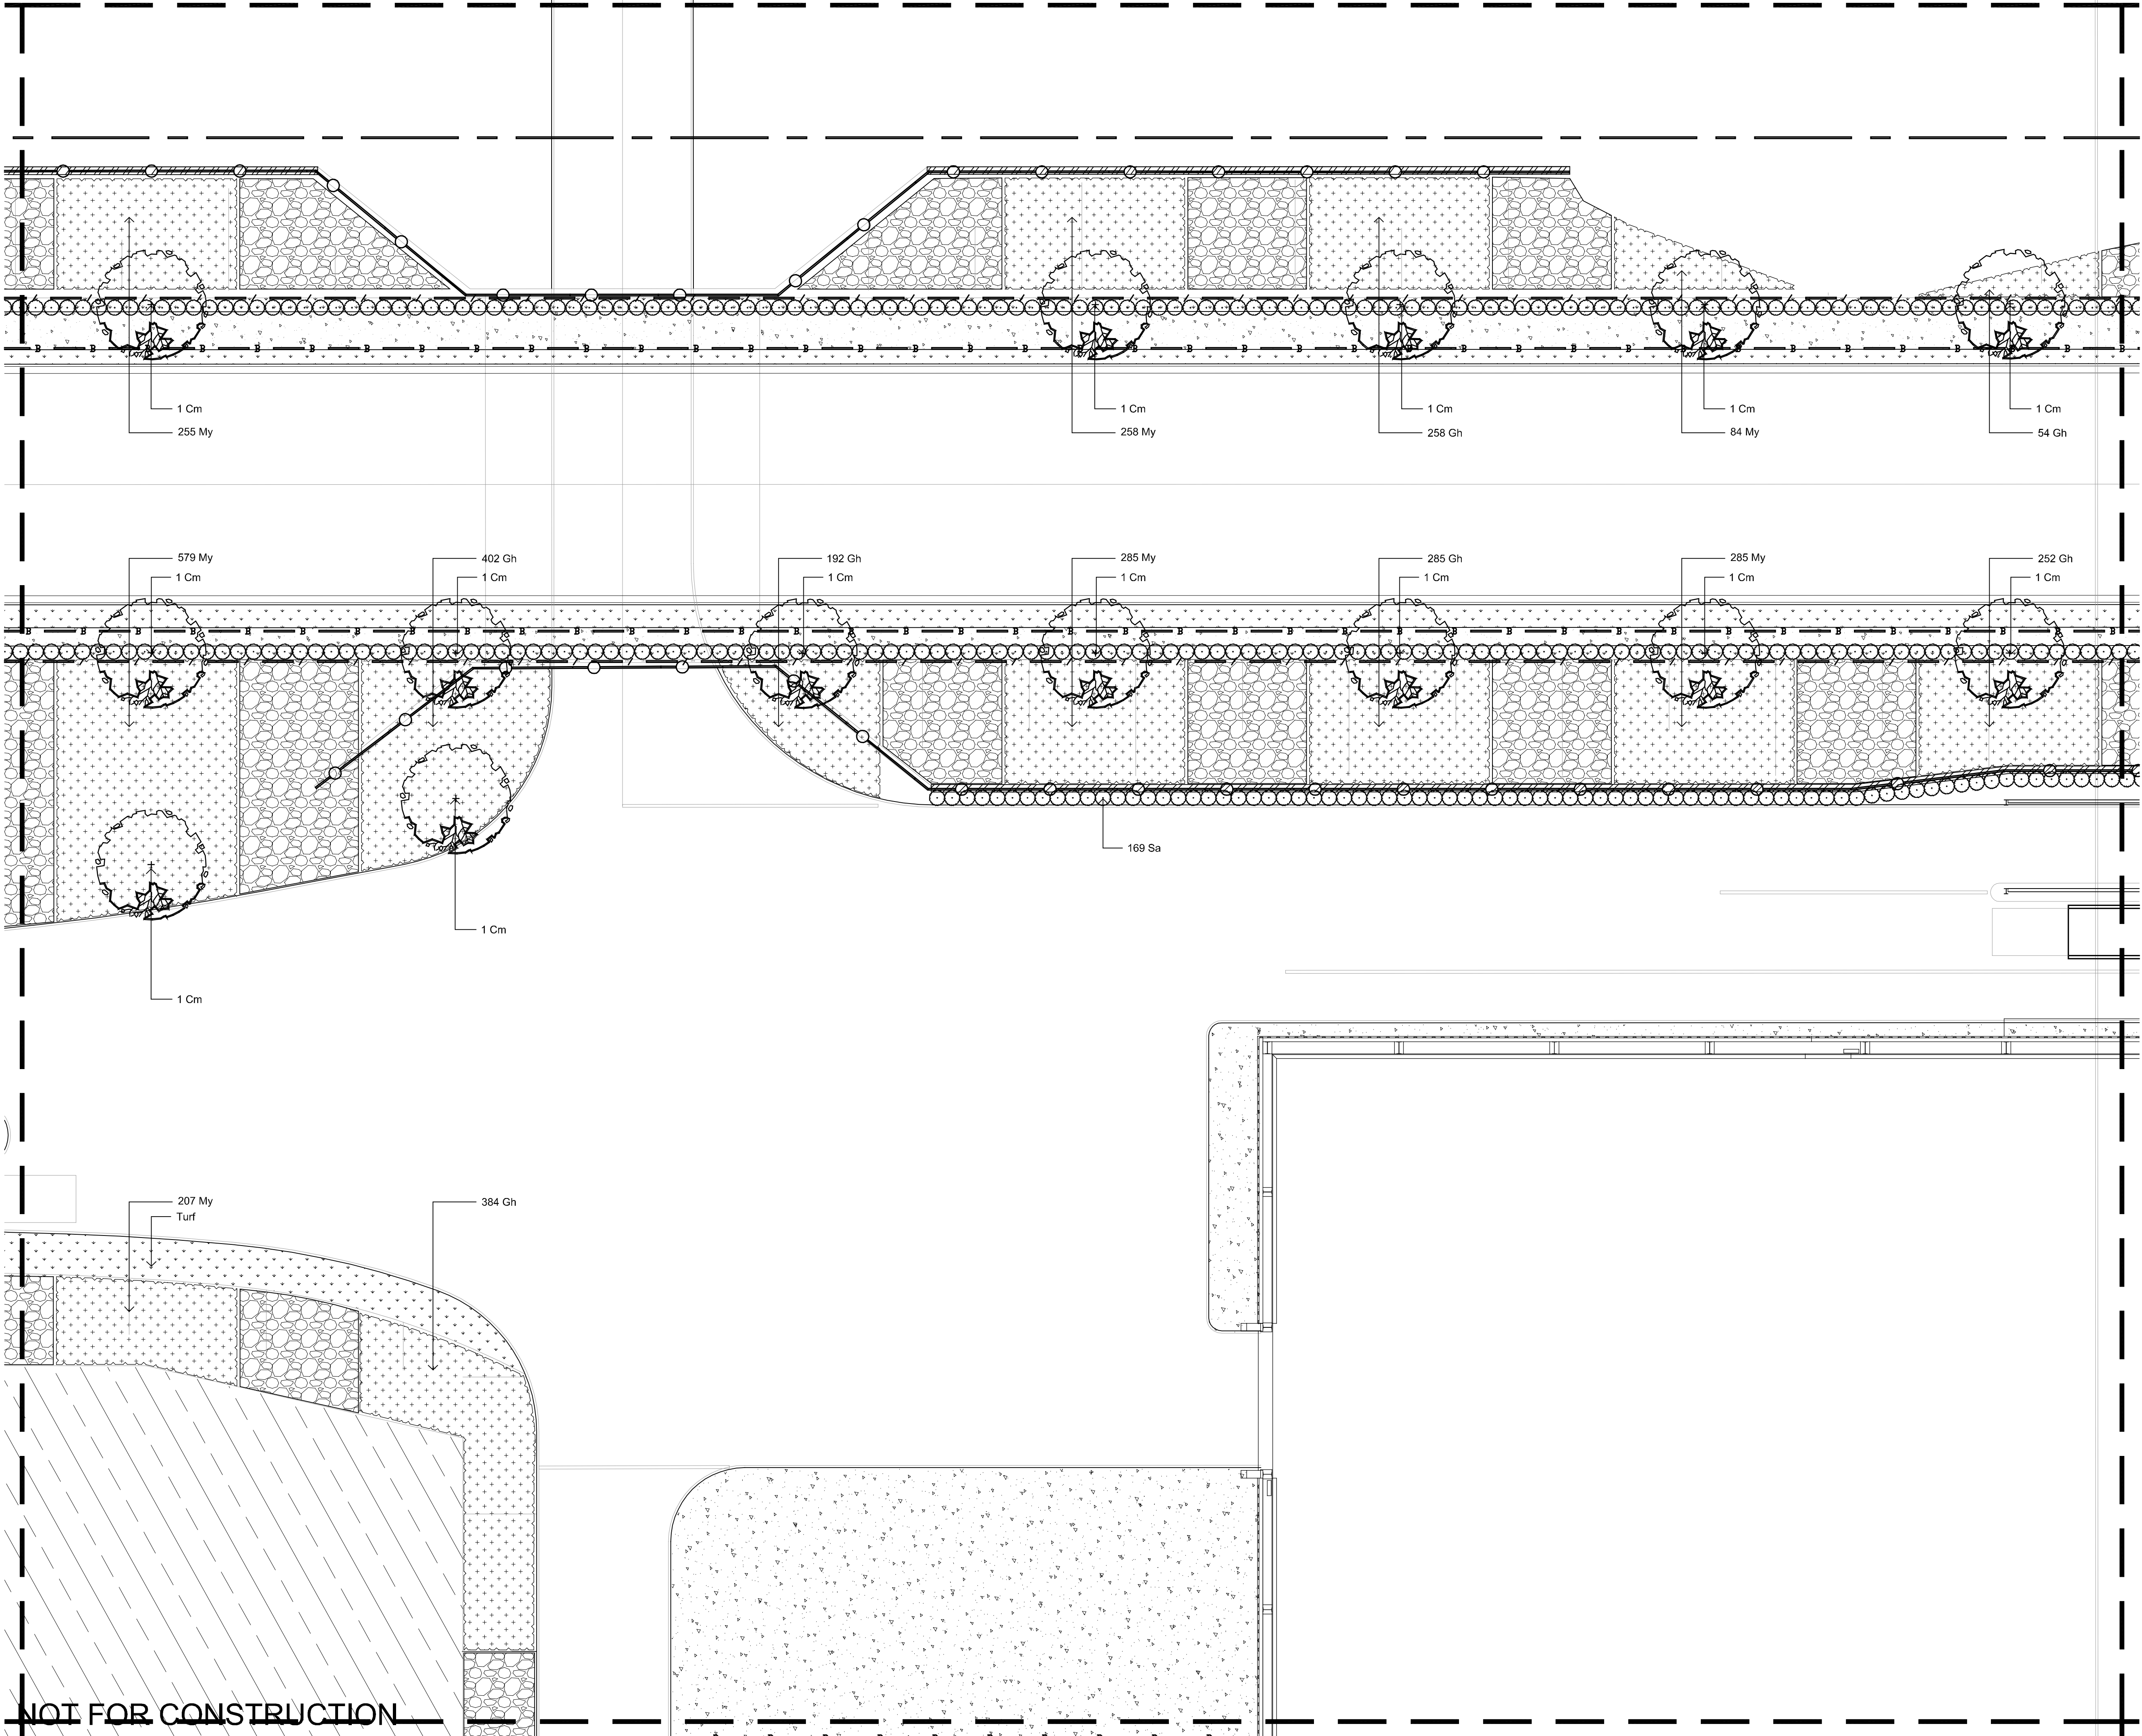 1 Cm
255 My
1 Cm
258 My
1 Cm
258 Gh
1 Cm
84 My
1 Cm
54 Gh
579 My
1 Cm
402 Gh
1 Cm
192 Gh
1 Cm
285 My
1 Cm
285 Gh
1 Cm
285 My
1 Cm
252 Gh
1 Cm
169 Sa
1 Cm
1 Cm
207 My
Turf
384 Gh
NOT FOR CONSTRUCTION